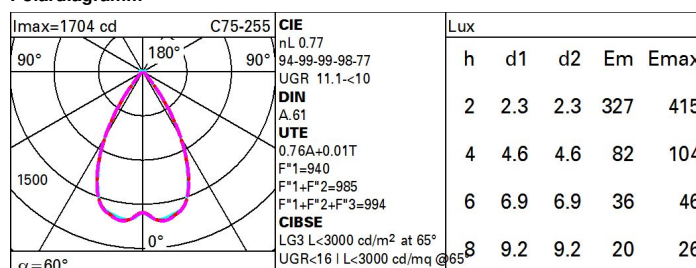 Imax=1704 cd C75-255
90° 180° 90°
1500
0°
α=60°
CIE
nL 0.77
94-99-99-98-77
UGR 11.1-<10
DIN
A.61
UTE
0.76A+0.01T
F"1=940
F"1+F"2=985
F"1+F"2+F"3=994
CIBSE
LG3 L<3000 cd/m² at 65°
UGR<16 | L<3000 cd/mq @65°
Lux
h d1 d2 Em Emax
2 2.3 2.3 327 415
4 4.6 4.6 82 104
6 6.9 6.9 36 46
8 9.2 9.2 20 26